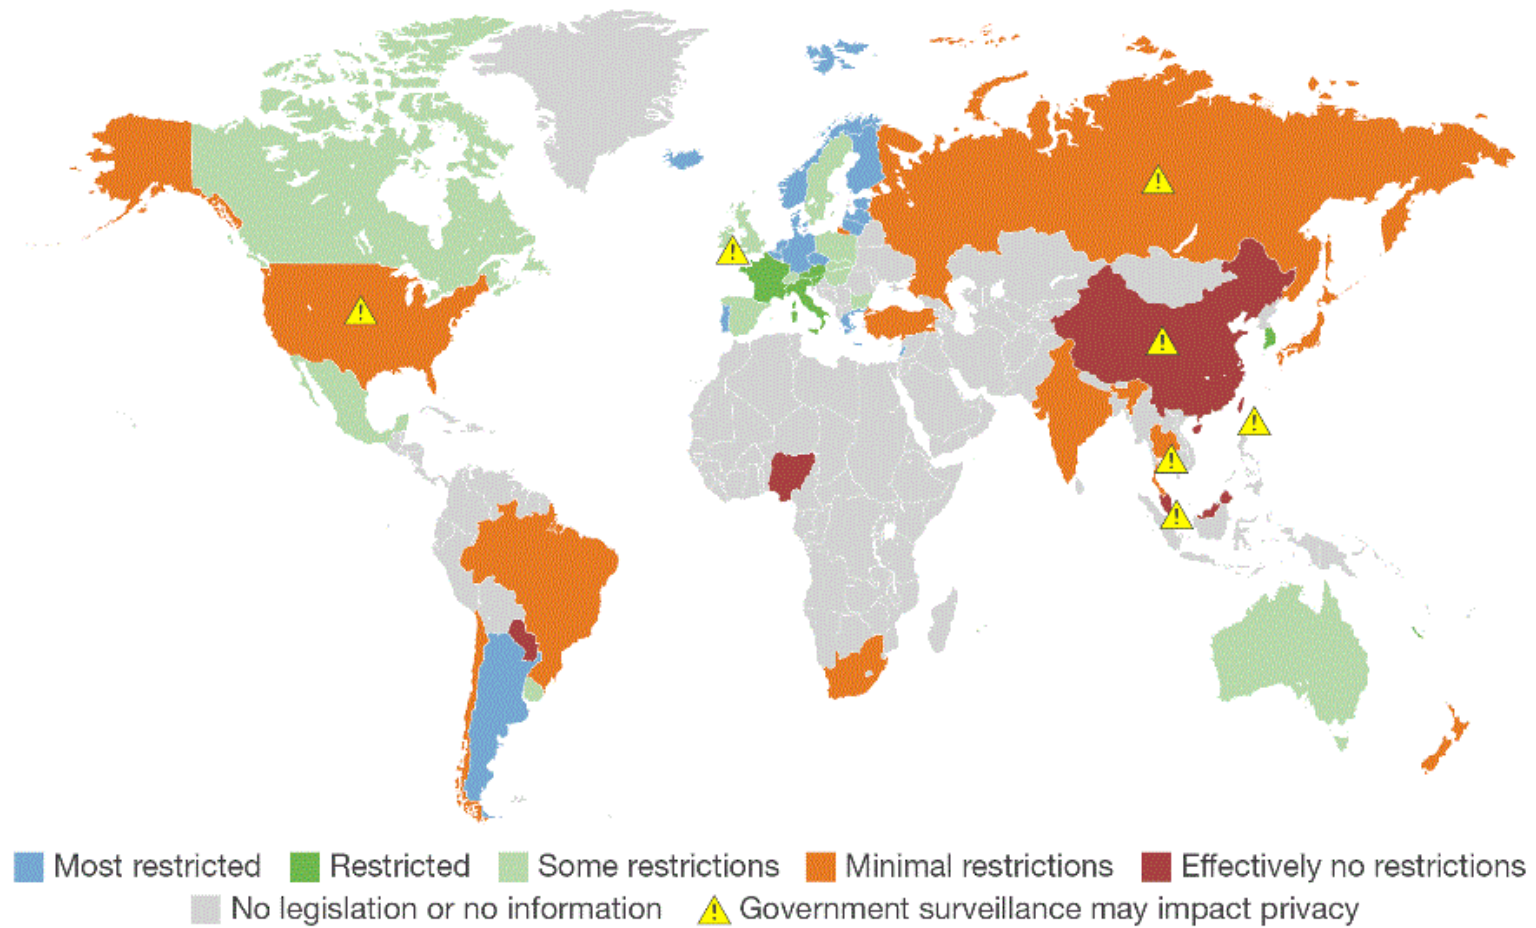 Most restricted Restricted Some restrictions Minimal restrictions Effectively no restrictions
No legislation or no information Government surveillance may impact privacy